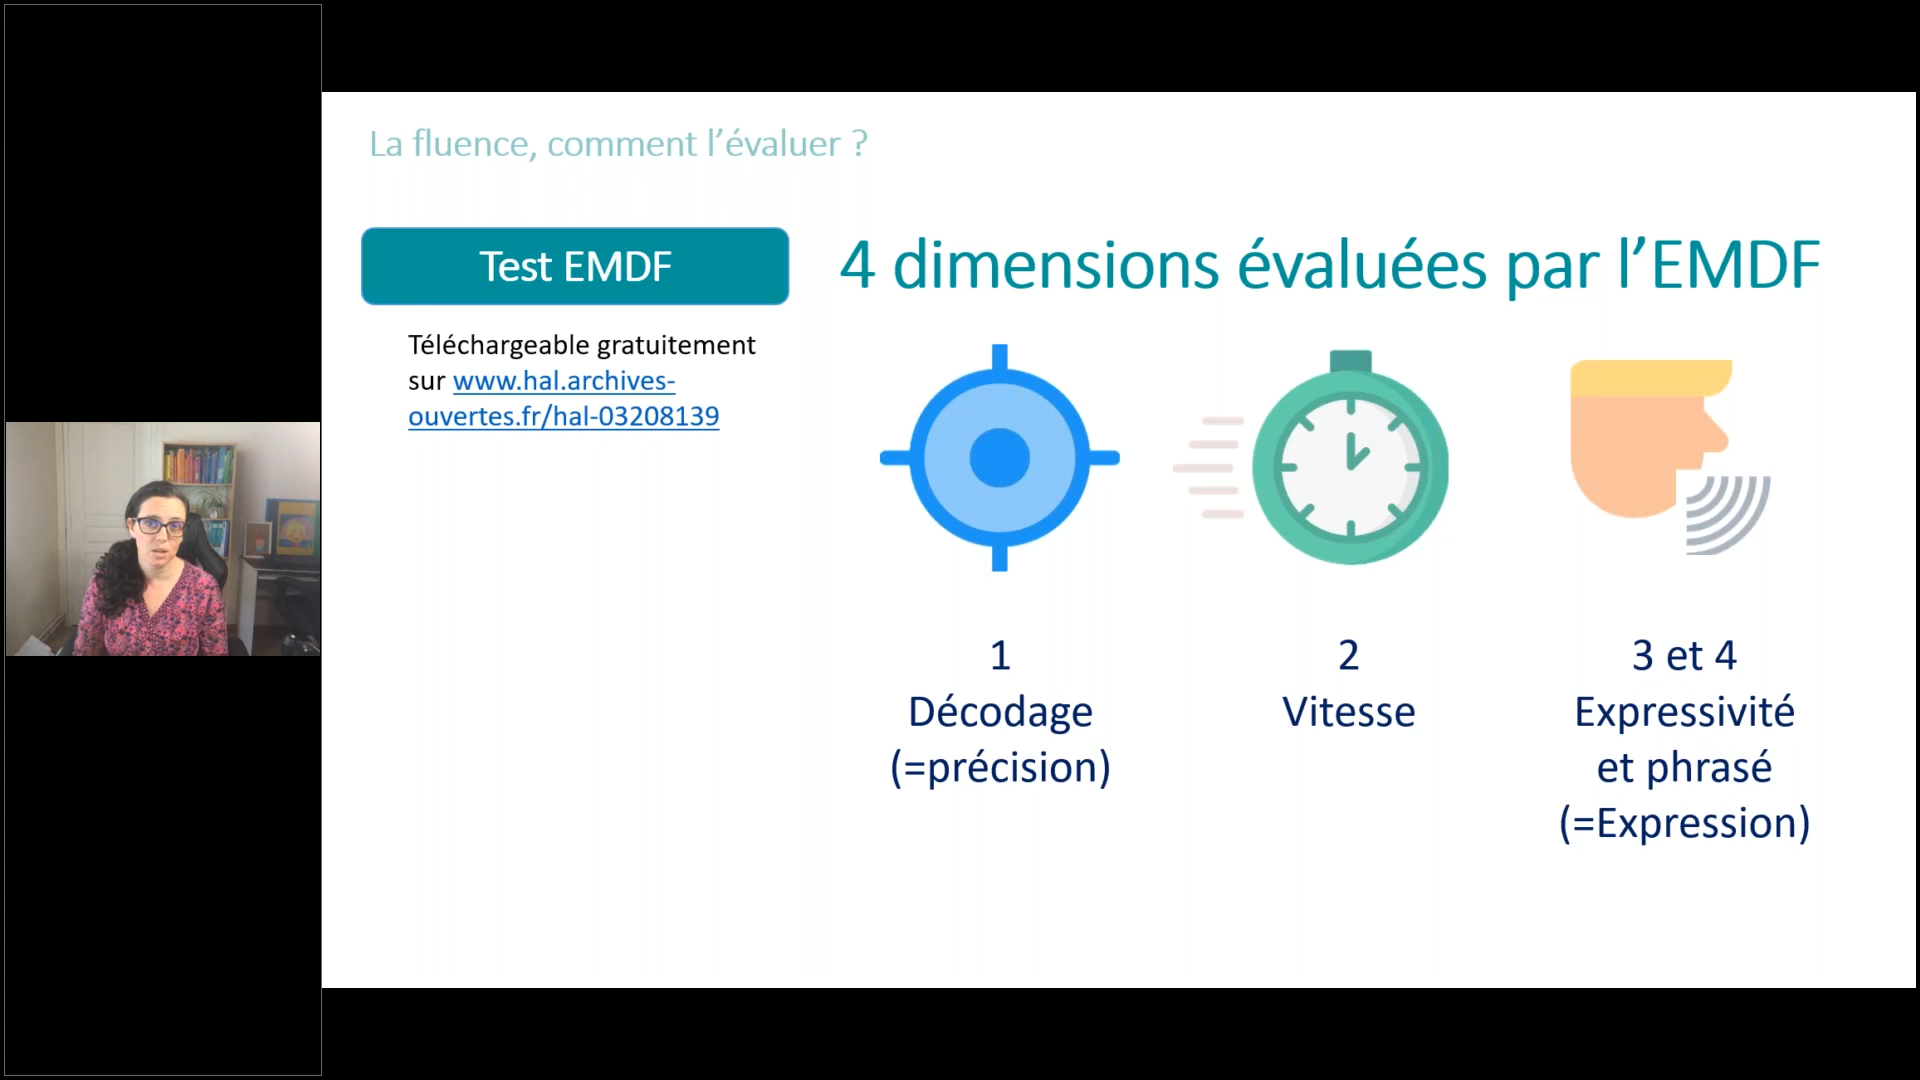 La fluence, comment l’évaluer ?
Test EMDF
Téléchargeable gratuitement
sur www.hal.archives-
ouvertes.fr/hal-03208139
4 dimensions évaluées par l’EMDF
1
Décodage
(=précision)
2
Vitesse
3 et 4
Expressivité
et phrasé
(=Expression)